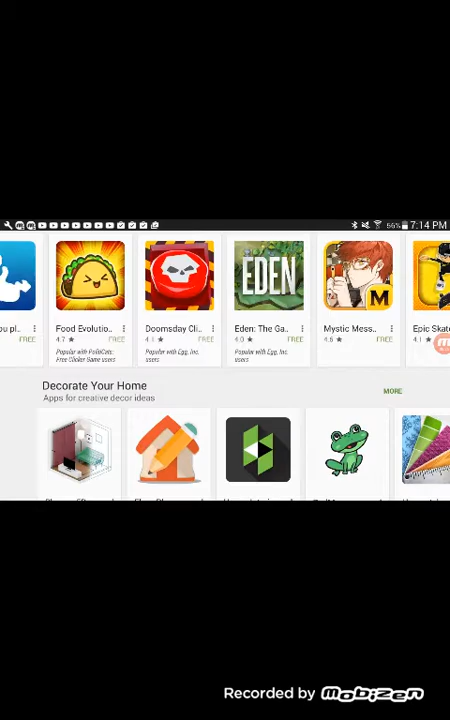 56% 7:14 PM
EDEN
M
Food Evolutio..
Doomsday Cli..
Eden: The Ga..
Mystic Mess..
Epic Skate
4.7 ★ FREE
4.1 ★ FREE
4.0 ★ FREE
4.6 ★ FREE
4.1 ★
FREE
Popular with PolitiCats:
Free Clicker Game users
Popular with Egg, Inc.
users
Popular with Egg, Inc.
users
Decorate Your Home
MORE
Apps for creative decor ideas
Recorded by Mobizen